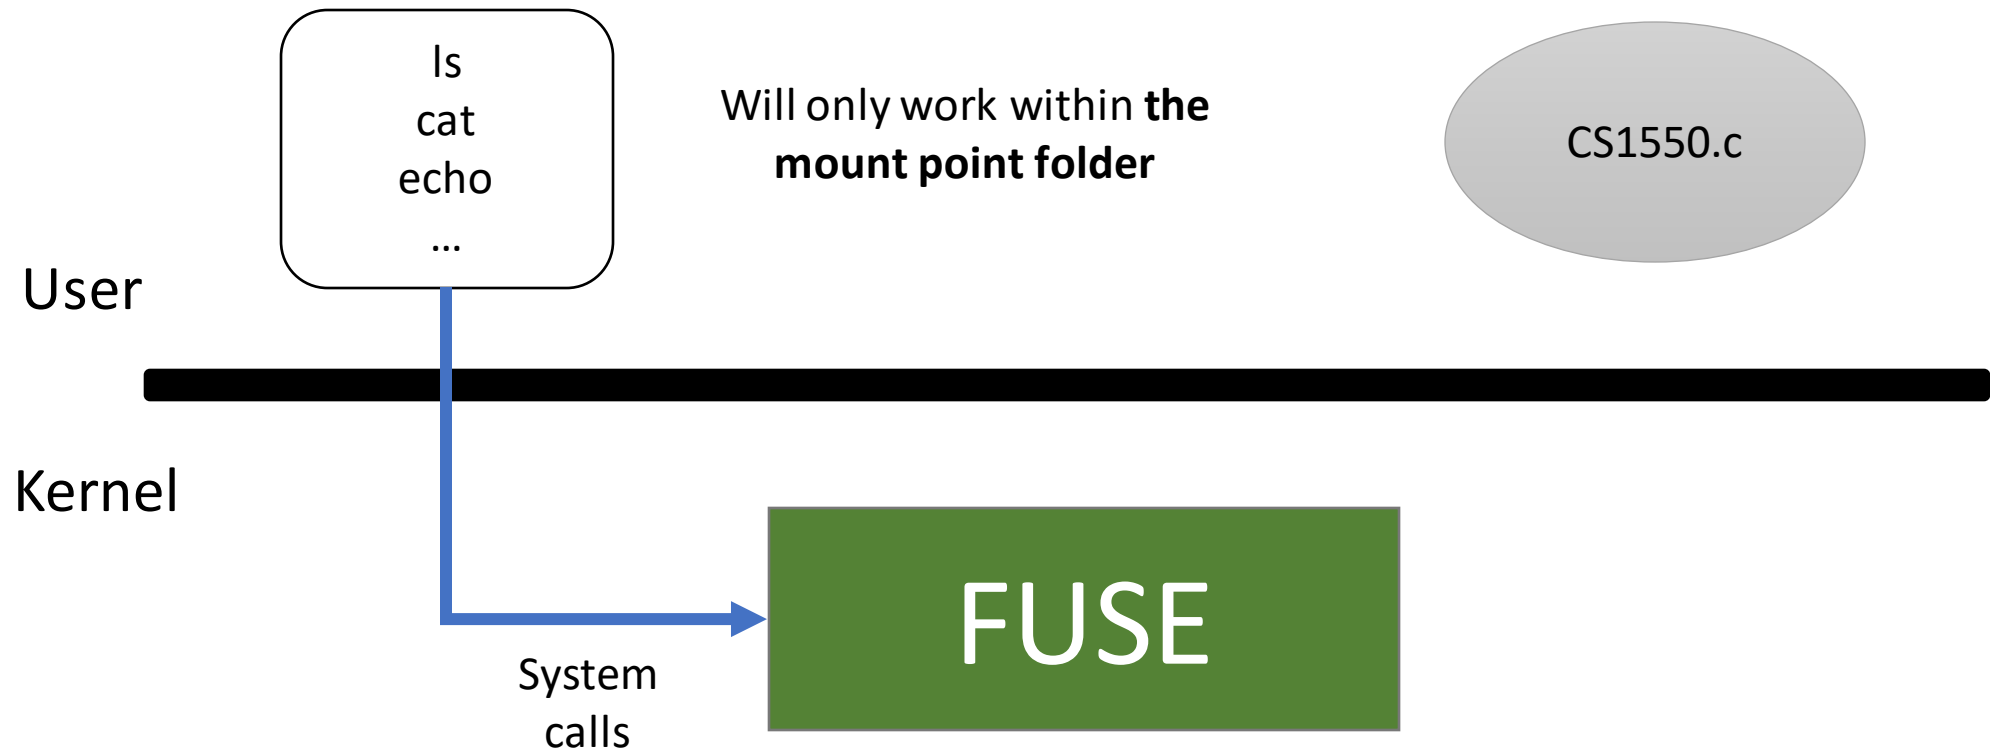 ls
cat
echo
...
Will only work within the
mount point folder
CS1550.c
User
Kernel
FUSE
System
calls